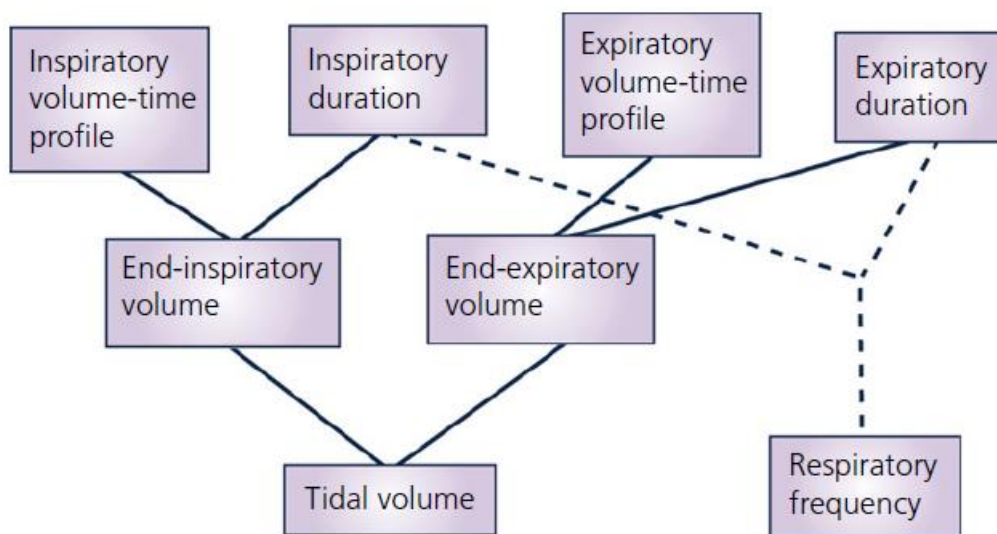 Inspiratory
volume-time
profile
Inspiratory
duration
Expiratory
volume-time
profile
Expiratory
duration
End-inspiratory
volume
End-expiratory
volume
Tidal volume
Respiratory
frequency